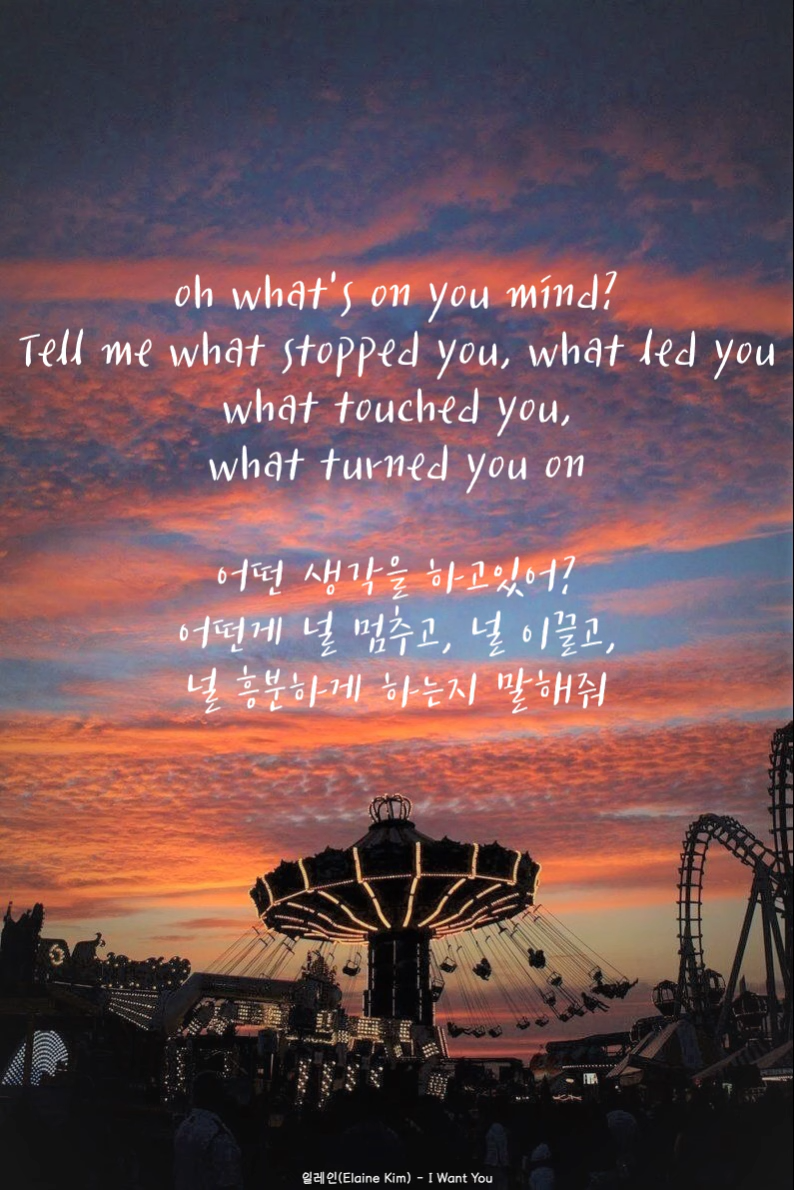 oh what's on you mind?
Tell me what stopped you, what led you
what touched you,
what turned you on
어떤 생각을 하고있어?
어떤게 널 멈추고, 널 이끌고,
널 흥분하게 하는지 말해줘
일레인(Elaine Kim) - I Want You